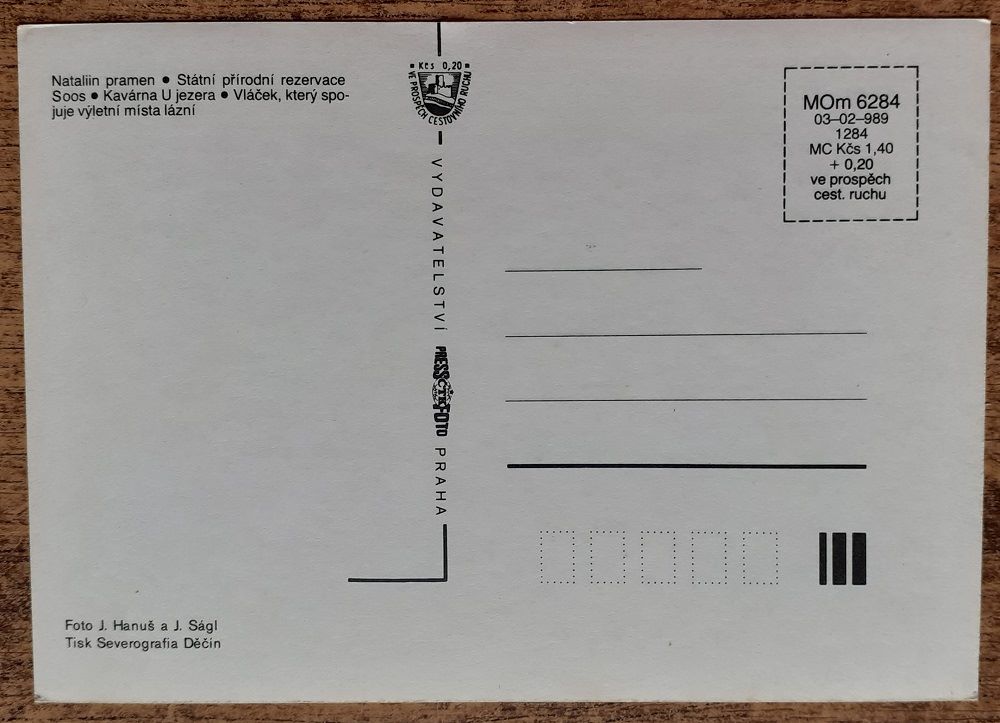 Nataliin pramen ● Státní přírodní rezervace
Soos ● Kavárna U jezera ● Vláček, který spo-
juje výletní místa lázní
Kčs 0,20
VE PROSPĚCH CESTOVNÍHO RUCHU
VYDAVATELSTVÍ PRESSFOTO PRAHA
ČTK
MOm 6284
03–02–989
1284
MC Kčs 1,40
+ 0,20
ve prospěch
cest. ruchu
Foto J. Hanuš a J. Ságl
Tisk Severografia Děčín